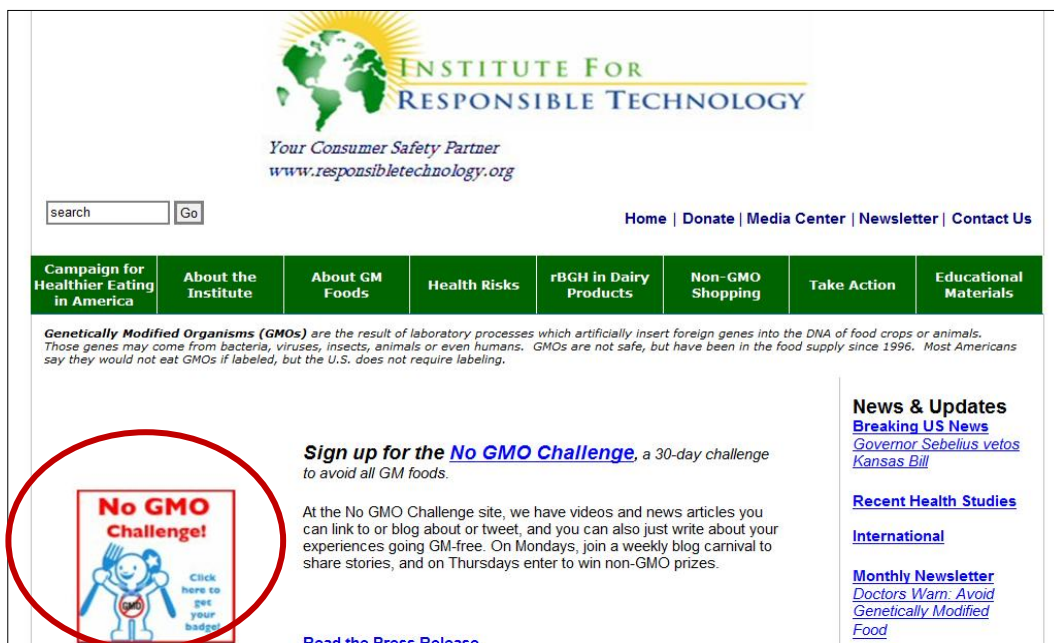 INSTITUTE FOR
RESPONSIBLE TECHNOLOGY
Your Consumer Safety Partner
www.responsibletechnology.org
search Go
Home | Donate | Media Center | Newsletter | Contact Us
Campaign for Healthier Eating in America
About the Institute
About GM Foods
Health Risks
rBGH in Dairy Products
Non-GMO Shopping
Take Action
Educational Materials
Genetically Modified Organisms (GMOs) are the result of laboratory processes which artificially insert foreign genes into the DNA of food crops or animals.
Those genes may come from bacteria, viruses, insects, animals or even humans. GMOs are not safe, but have been in the food supply since 1996. Most Americans
say they would not eat GMOs if labeled, but the U.S. does not require labeling.
No GMO
Challenge!
Click
here to
get
your
badge!
GMO
Sign up for the No GMO Challenge, a 30-day challenge
to avoid all GM foods.
At the No GMO Challenge site, we have videos and news articles you
can link to or blog about or tweet, and you can also just write about your
experiences going GM-free. On Mondays, join a weekly blog carnival to
share stories, and on Thursdays enter to win non-GMO prizes.
Read the Press Release
News & Updates
Breaking US News
Governor Sebelius vetos
Kansas Bill
Recent Health Studies
International
Monthly Newsletter
Doctors Warn: Avoid
Genetically Modified
Food